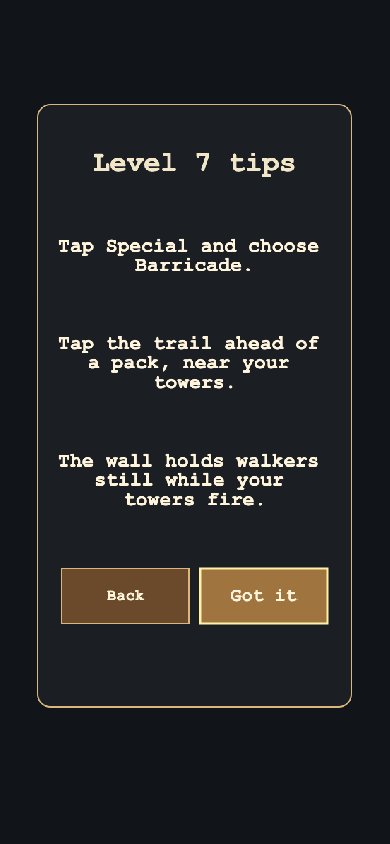 Level 7 tips
Tap Special and choose
Barricade.
Tap the trail ahead of
a pack, near your
towers.
The wall holds walkers
still while your
towers fire.
Back
Got it